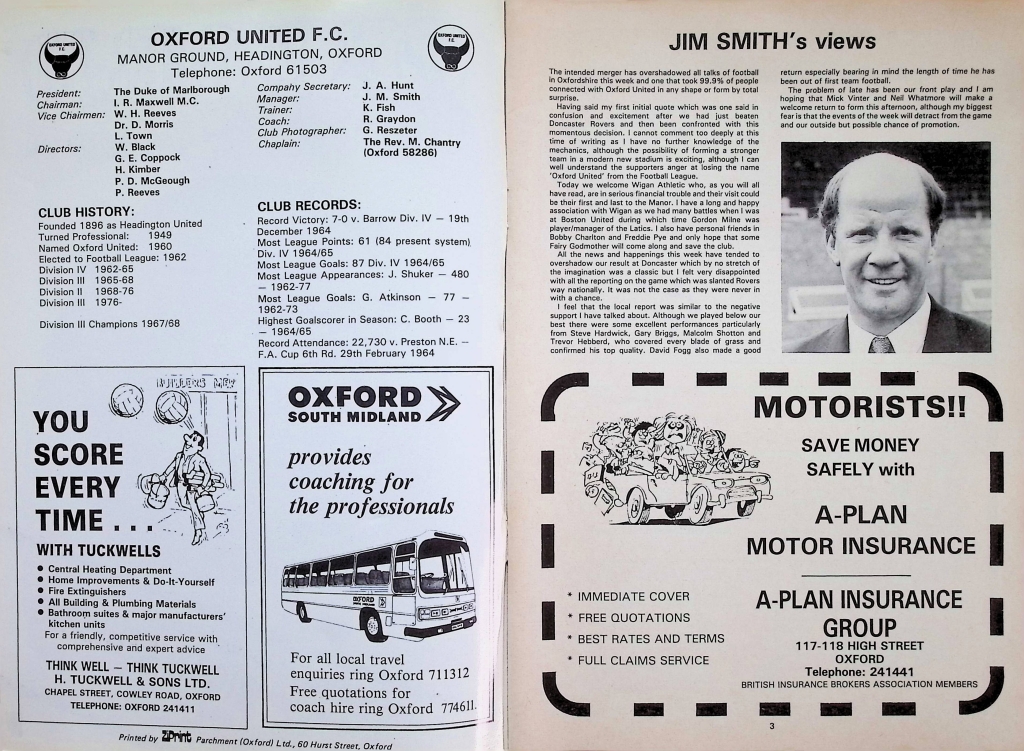 OXFORD UNITED F.C.
MANOR GROUND, HEADINGTON, OXFORD
Telephone: Oxford 61503
President: The Duke of Marlborough
Chairman: I. R. Maxwell M.C.
Vice Chairmen: W. H. Reeves
Dr. D. Morris
L. Town
Directors: W. Black
G. E. Coppock
H. Kimber
P. D. McGeough
P. Reeves
Company Secretary: J. A. Hunt
Manager: J. M. Smith
Trainer: K. Fish
Coach: R. Graydon
Club Photographer: G. Reszeter
Chaplain: The Rev. M. Chantry
(Oxford 58286)
CLUB HISTORY:
Founded 1896 as Headington United
Turned Professional: 1949
Named Oxford United: 1960
Elected to Football League: 1962
Division IV 1962-65
Division III 1965-68
Division II 1968-76
Division III 1976-
Division III Champions 1967/68
CLUB RECORDS:
Record Victory: 7-0 v. Barrow Div. IV — 19th
December 1964
Most League Points: 61 (84 present system)
Div. IV 1964/65
Most League Goals: 87 Div. IV 1964/65
Most League Appearances: J. Shuker — 480
— 1962-77
Most League Goals: G. Atkinson — 77 —
1962-73
Highest Goalscorer in Season: C. Booth — 23
— 1964/65
Record Attendance: 22,730 v. Preston N.E. —
F.A. Cup 6th Rd. 29th February 1964
YOU
SCORE
EVERY
TIME . . .
WITH TUCKWELLS
● Central Heating Department
● Home Improvements & Do-It-Yourself
● Fire Extinguishers
● All Building & Plumbing Materials
● Bathroom suites & major manufacturers'
kitchen units
For a friendly, competitive service with
comprehensive and expert advice
THINK WELL — THINK TUCKWELL
H. TUCKWELL & SONS LTD.
CHAPEL STREET, COWLEY ROAD, OXFORD
TELEPHONE: OXFORD 241411
OXFORD
SOUTH MIDLAND
provides
coaching for
the professionals
OXFORD
For all local travel
enquiries ring Oxford 711312
Free quotations for
coach hire ring Oxford 774611.
Printed by ZiPrint Parchment (Oxford) Ltd., 60 Hurst Street, Oxford
JIM SMITH's views
The intended merger has overshadowed all talks of football
in Oxfordshire this week and one that took 99.9% of people
connected with Oxford United in any shape or form by total
surprise.
Having said my first initial quote which was one said in
confusion and excitement after we had just beaten
Doncaster Rovers and then been confronted with this
momentous decision. I cannot comment too deeply at this
time of writing as I have no further knowledge of the
mechanics, although the possibility of forming a stronger
team in a modern new stadium is exciting, although I can
well understand the supporters anger at losing the name
'Oxford United' from the Football League.
Today we welcome Wigan Athletic who, as you will all
have read, are in serious financial trouble and their visit could
be their first and last to the Manor. I have a long and happy
association with Wigan as we had many battles when I was
at Boston United during which time Gordon Milne was
player/manager of the Latics. I also have personal friends in
Bobby Charlton and Freddie Pye and only hope that some
Fairy Godmother will come along and save the club.
All the news and happenings this week have tended to
overshadow our result at Doncaster which by no stretch of
the imagination was a classic but I felt very disappointed
with all the reporting on the game which was slanted Rovers
way nationally. It was not the case as they were never in
with a chance.
I feel that the local report was similar to the negative
support I have talked about. Although we played below our
best there were some excellent performances particularly
from Steve Hardwick, Gary Briggs, Malcolm Shotton and
Trevor Hebberd, who covered every blade of grass and
confirmed his top quality. David Fogg also made a good
return especially bearing in mind the length of time he has
been out of first team football.
The problem of late has been our front play and I am
hoping that Mick Vinter and Neil Whatmore will make a
welcome return to form this afternoon, although my biggest
fear is that the events of the week will detract from the game
and our outside but possible chance of promotion.
MOTORISTS!!
SAVE MONEY
SAFELY with
A-PLAN
MOTOR INSURANCE
* IMMEDIATE COVER
* FREE QUOTATIONS
* BEST RATES AND TERMS
* FULL CLAIMS SERVICE
A-PLAN INSURANCE
GROUP
117-118 HIGH STREET
OXFORD
Telephone: 241441
BRITISH INSURANCE BROKERS ASSOCIATION MEMBERS
3